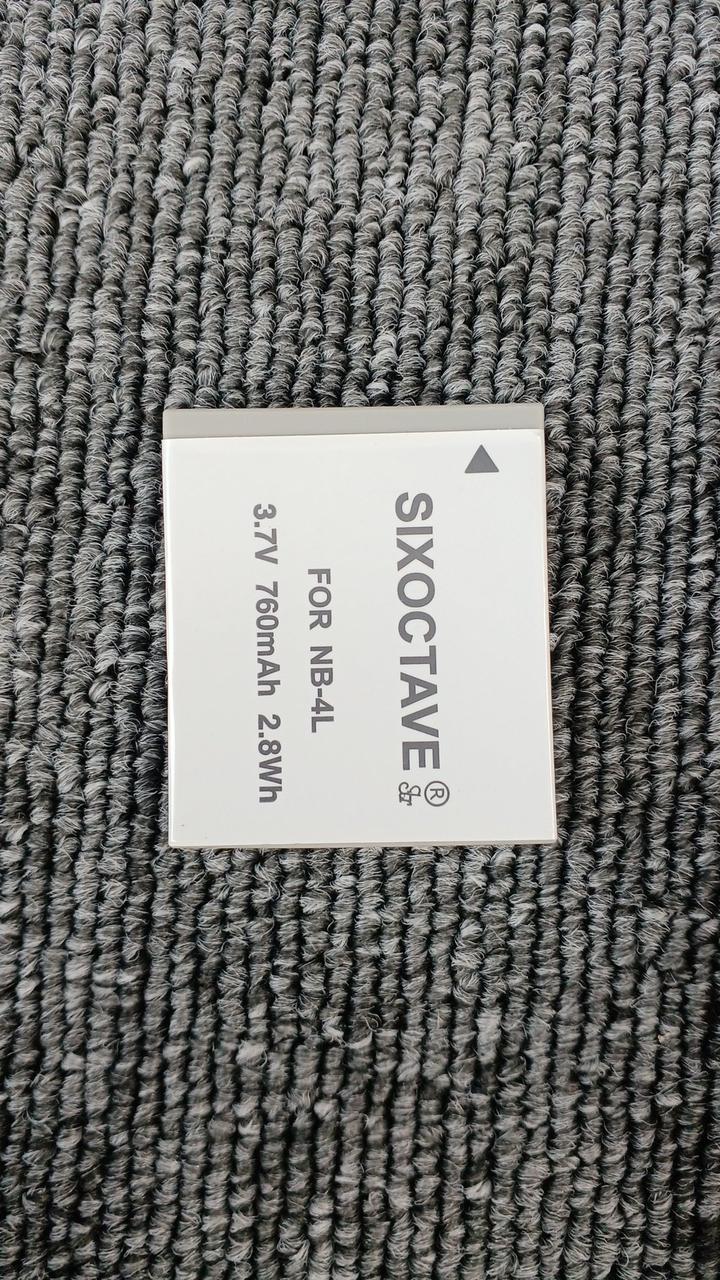 SIXOCTAVE®
FOR NB-4L
3.7V 760mAh 2.8Wh